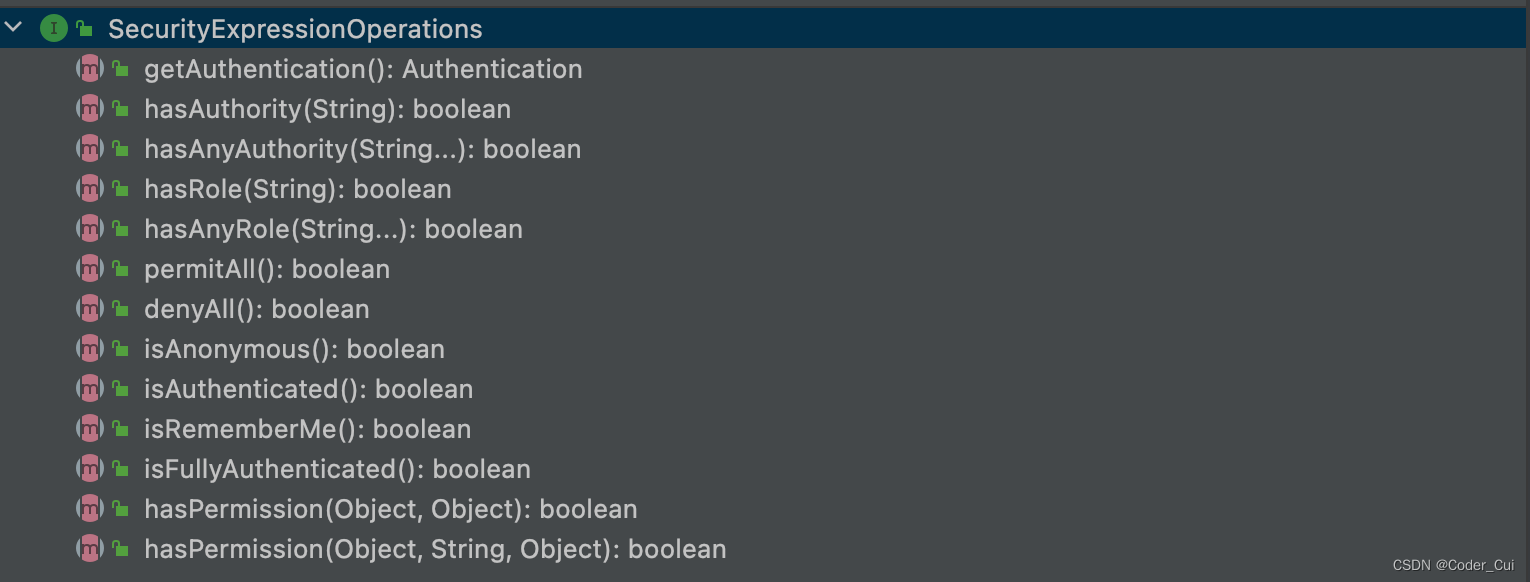 SecurityExpressionOperations
getAuthentication(): Authentication
hasAuthority(String): boolean
hasAnyAuthority(String...): boolean
hasRole(String): boolean
hasAnyRole(String...): boolean
permitAll(): boolean
denyAll(): boolean
isAnonymous(): boolean
isAuthenticated(): boolean
isRememberMe(): boolean
isFullyAuthenticated(): boolean
hasPermission(Object, Object): boolean
hasPermission(Object, String, Object): boolean
CSDN @Coder_Cui